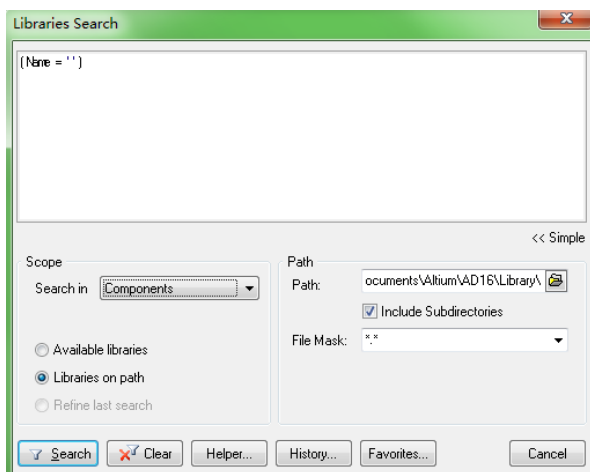 Libraries Search
(Name = '')
<< Simple
Scope
Search in Components
Available libraries
Libraries on path
Refine last search
Path
Path: ocuments\Altium\AD16\Library\
Include Subdirectories
File Mask: *.*
Search Clear Helper... History... Favorites... Cancel